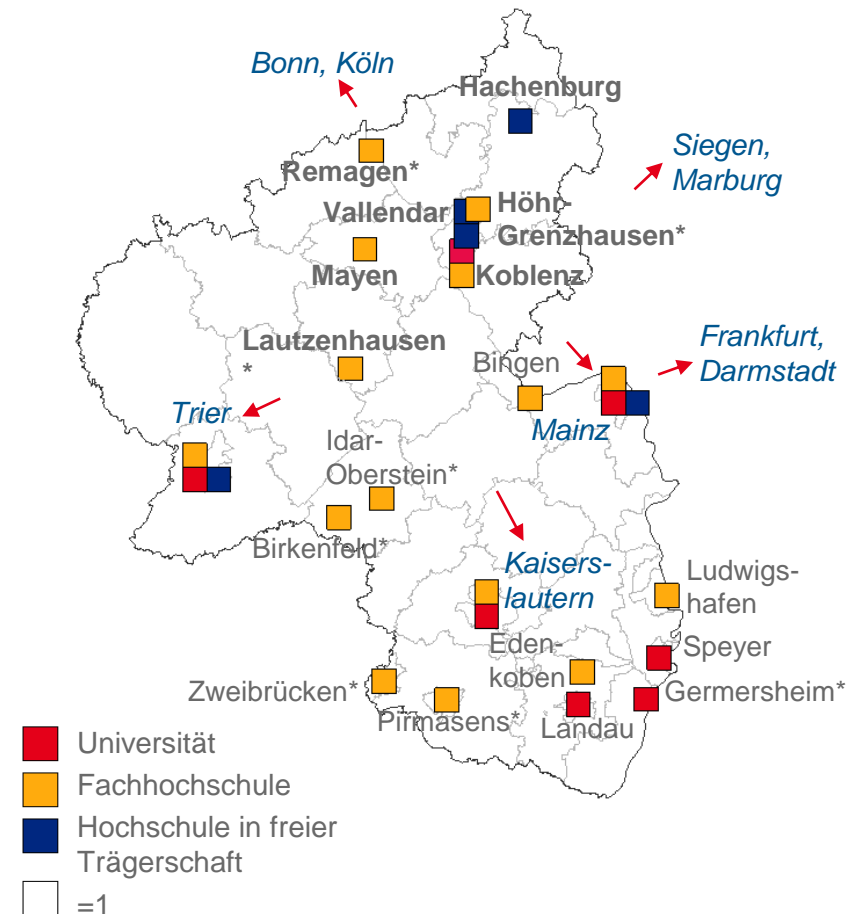 Bonn, Köln
Hachenburg
Siegen,
Marburg
Remagen*
Vallendar
Höhr-
Grenzhausen*
Mayen
Koblenz
Lautzenhausen
*
Bingen
Frankfurt,
Darmstadt
Trier
Mainz
Idar-
Oberstein*
Birkenfeld*
Kaisers-
lautern
Ludwigs-
hafen
Eden-
koben
Speyer
Zweibrücken*
Germersheim*
Pirmasens*
Landau
Universität
Fachhochschule
Hochschule in freier
Trägerschaft
=1